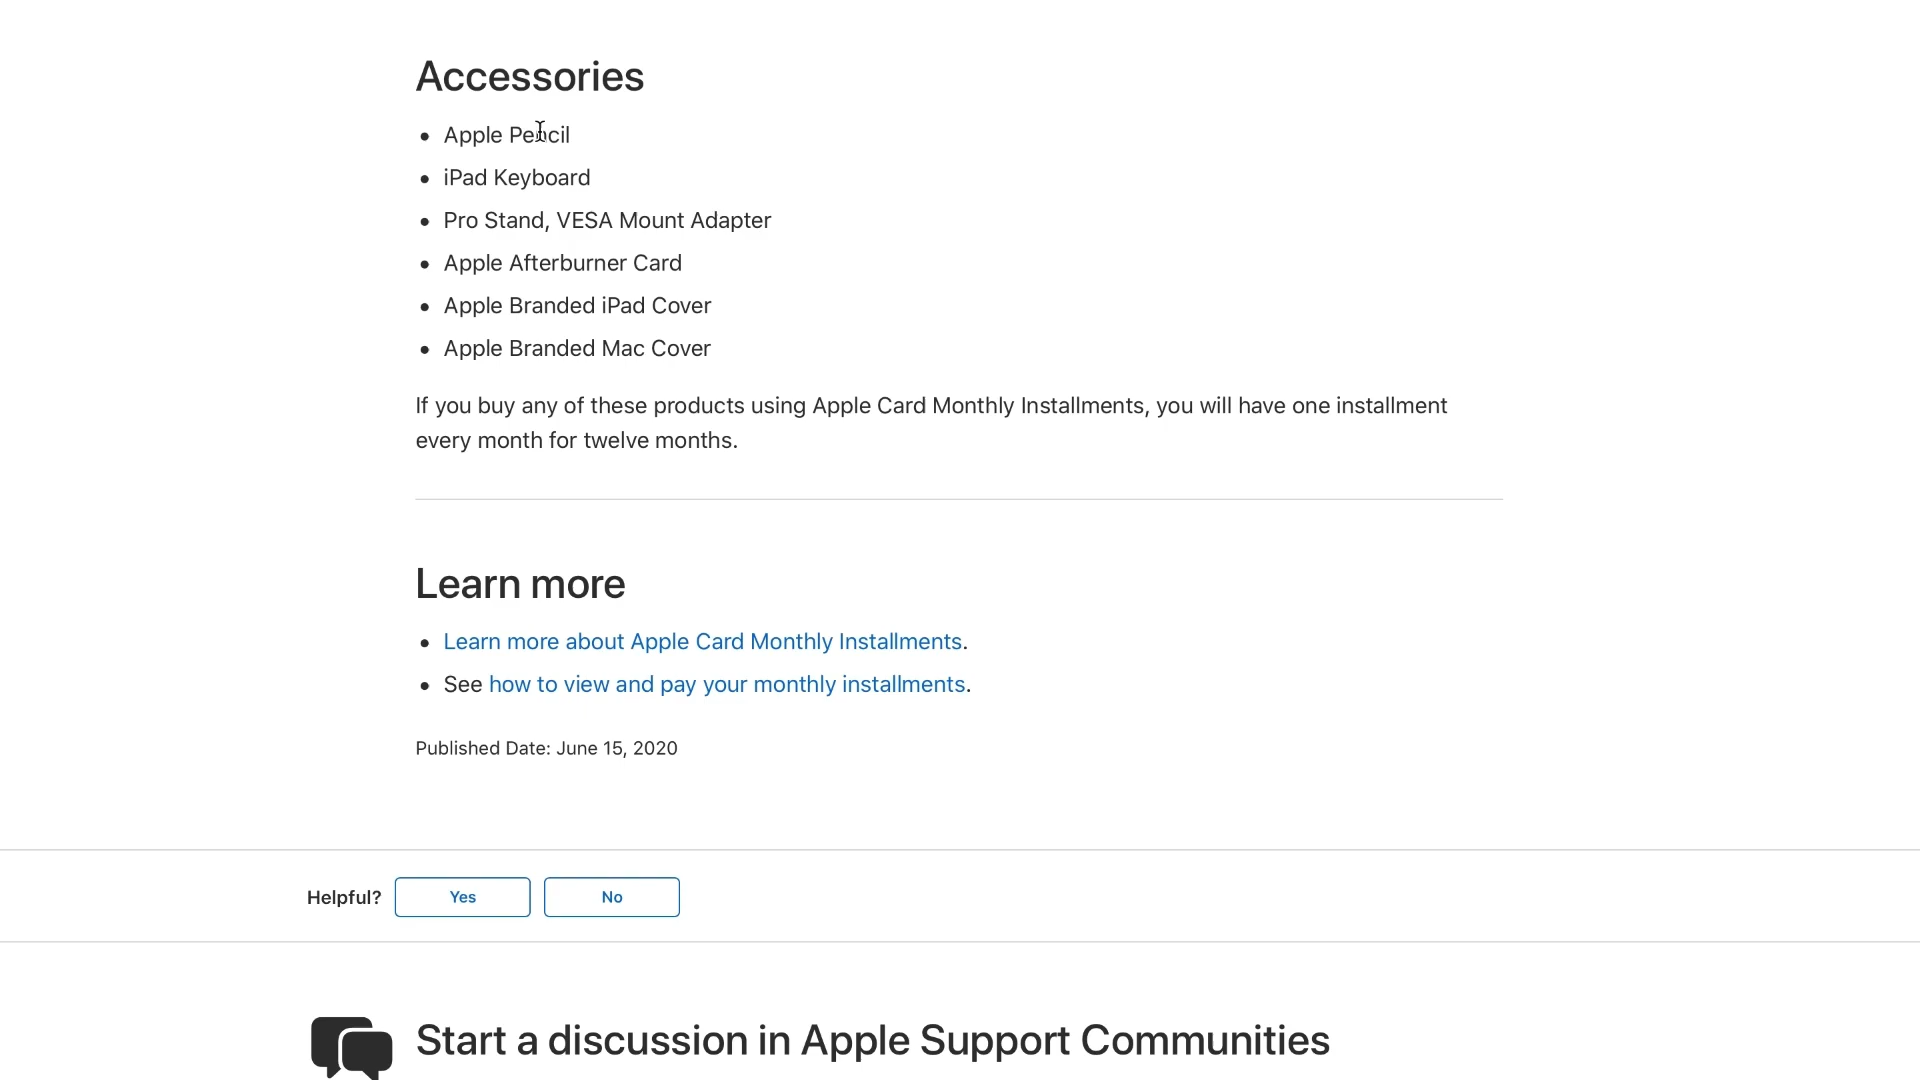 Accessories
Apple Pencil
iPad Keyboard
Pro Stand, VESA Mount Adapter
Apple Afterburner Card
Apple Branded iPad Cover
Apple Branded Mac Cover
If you buy any of these products using Apple Card Monthly Installments, you will have one installment
every month for twelve months.
Learn more
Learn more about Apple Card Monthly Installments.
See how to view and pay your monthly installments.
Published Date: June 15, 2020
Helpful? Yes No
Start a discussion in Apple Support Communities